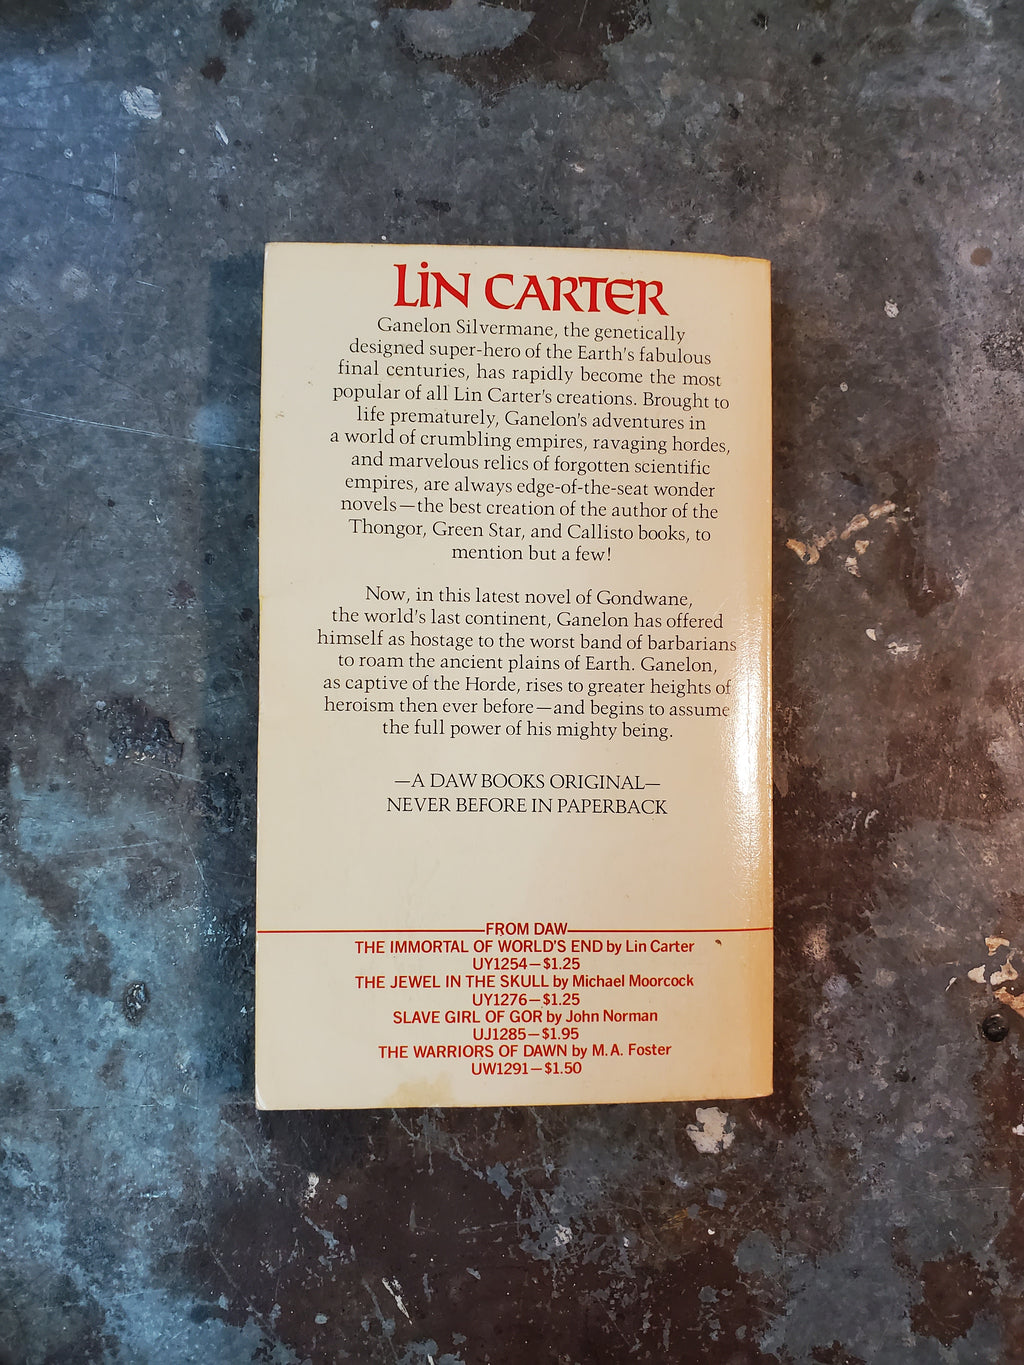 LiN CARTER
Ganelon Silvermane, the genetically
designed super-hero of the Earth's fabulous
final centuries, has rapidly become the most
popular of all Lin Carter's creations. Brought to
life prematurely, Ganelon's adventures in
a world of crumbling empires, ravaging hordes,
and marvelous relics of forgotten scientific
empires, are always edge-of-the-seat wonder
novels—the best creation of the author of the
Thongor, Green Star, and Callisto books, to
mention but a few!
Now, in this latest novel of Gondwane,
the world's last continent, Ganelon has offered
himself as hostage to the worst band of barbarians
to roam the ancient plains of Earth. Ganelon,
as captive of the Horde, rises to greater heights of
heroism then ever before—and begins to assume
the full power of his mighty being.
—A DAW BOOKS ORIGINAL—
NEVER BEFORE IN PAPERBACK
FROM DAW
THE IMMORTAL OF WORLD'S END by Lin Carter
UY1254—$1.25
THE JEWEL IN THE SKULL by Michael Moorcock
UY1276—$1.25
SLAVE GIRL OF GOR by John Norman
UJ1285—$1.95
THE WARRIORS OF DAWN by M.A. Foster
UW1291—$1.50